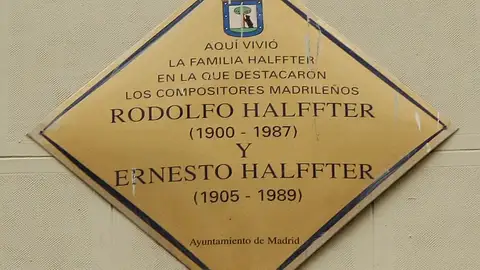 AQUÍ VIVIÓ
LA FAMILIA HALFFTER
EN LA QUE DESTACARON
LOS COMPOSITORES MADRILEÑOS
RODOLFO HALFFTER
(1900 - 1987)
Y
ERNESTO HALFFTER
(1905 - 1989)
Ayuntamiento de Madrid